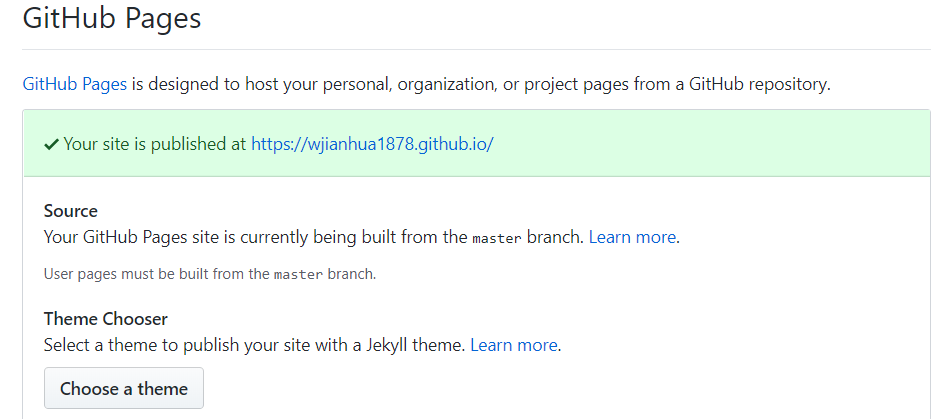 GitHub Pages
GitHub Pages is designed to host your personal, organization, or project pages from a GitHub repository.
✔ Your site is published at https://wjianhua1878.github.io/
Source
Your GitHub Pages site is currently being built from the master branch. Learn more.
User pages must be built from the master branch.
Theme Chooser
Select a theme to publish your site with a Jekyll theme. Learn more.
Choose a theme